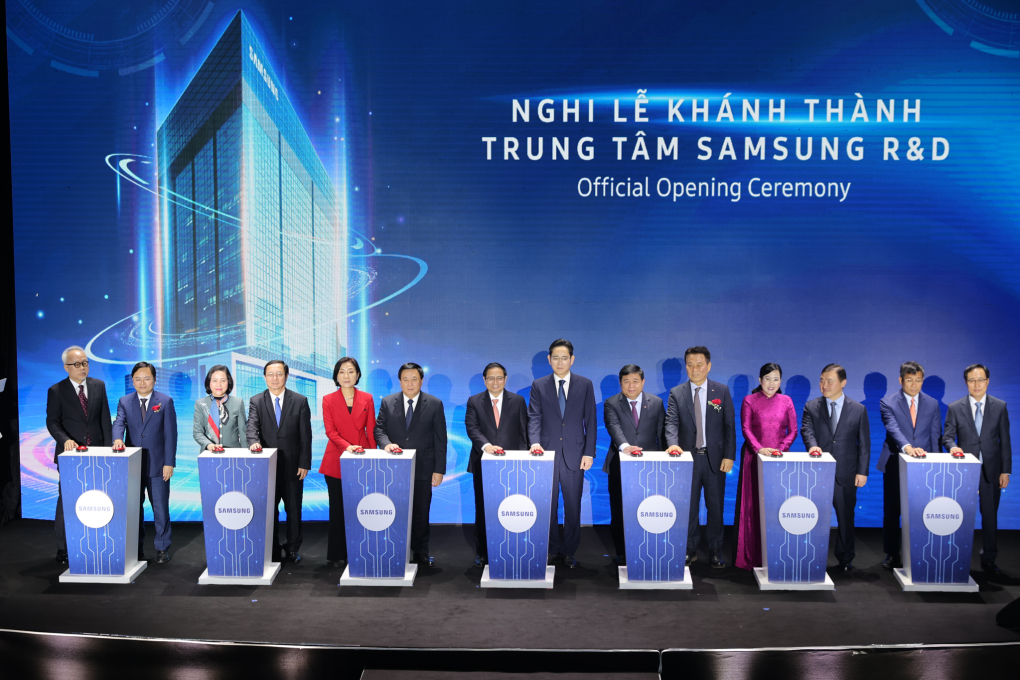 SAMSUNG
NGHI LỄ KHÁNH THÀNH
TRUNG TÂM SAMSUNG R&D
Official Opening Ceremony
SAMSUNG
SAMSUNG
SAMSUNG
SAMSUNG
SAMSUNG
SAMSUNG
SAMSUNG